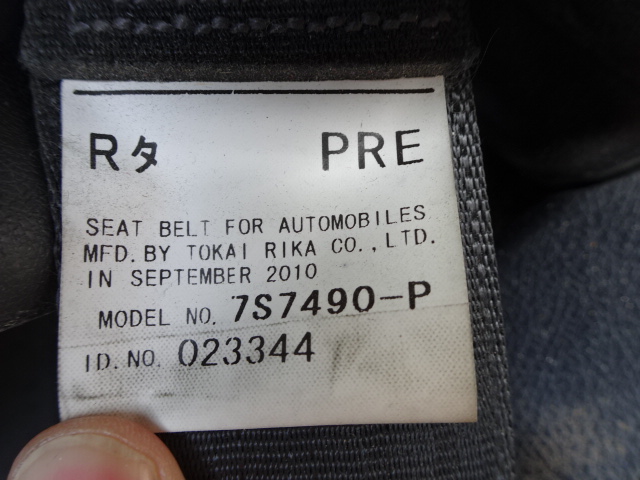 Rタ PRE
SEAT BELT FOR AUTOMOBILES
MFD. BY TOKAI RIKA CO., LTD.
IN SEPTEMBER 2010
MODEL NO. 7S7490-P
ID. NO. 023344